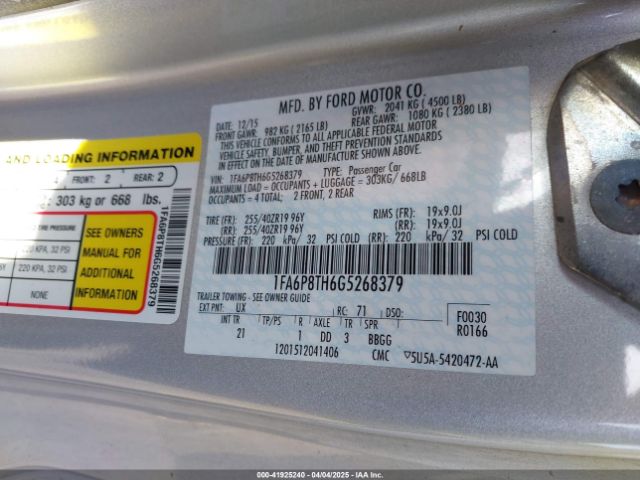 MFD. BY FORD MOTOR CO.
12/15 GVWR: 2041 KG ( 4500 LB)
FRONT GAWR: 982 KG ( 2165 LB) REAR GAWR: 1080 KG ( 2380 LB)
THIS VEHICLE CONFORMS TO ALL APPLICABLE FEDERAL MOTOR
VEHICLE SAFETY, BUMPER, AND THEFT PREVENTION STANDARDS IN
EFFECT ON THE DATE OF MANUFACTURE SHOWN ABOVE.
VIN: 1FA6P8TH6G5268379 TYPE: Passenger Car
MAXIMUM LOAD = OCCUPANTS + LUGGAGE = 303KG/ 668LB
OCCUPANTS = 4 TOTAL; 2 FRONT, 2 REAR
TIRE (FR): 255/40ZR19 96Y RIMS (FR): 19x9.0J
(RR): 255/40ZR19 96Y (RR): 19x9.0J
PRESSURE (FR): 220 kPa/ 32 PSI COLD (RR): 220 kPa/ 32 PSI COLD
1FA6P8TH6G5268379
TRAILER TOWING - SEE OWNER GUIDE
EXT PNT: UX RC: 71 DSO: F0030
R0166
INT TR TP/PS R AXLE TR SPR
21 1 DD 3 BBGG
1201512041406 CMC 5U5A-5420472-AA
AND LOADING INFORMATION
FRONT: 2 REAR: 2
303 kg or 668 lbs.
TIRE PRESSURE
KPA, 32 PSI
220 KPA, 32 PSI
NONE
SEE OWNERS
MANUAL FOR
ADDITIONAL
INFORMATION
1FA6P8TH6G5268379
000-41925240 04/04/2025 IAAI.COM